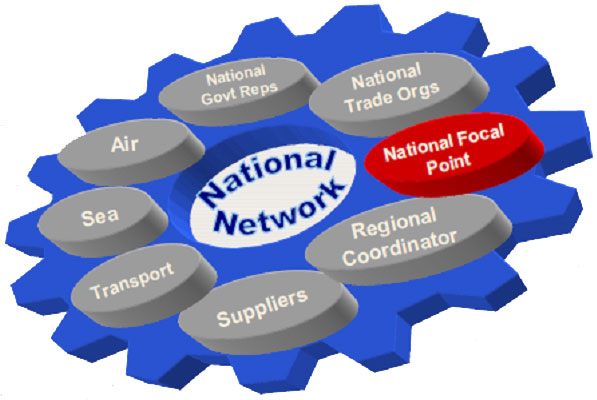 National
Govt Reps
National
Trade Orgs
Air
National Focal
Point
National
Network
Sea
Regional
Coordinator
Transport
Suppliers